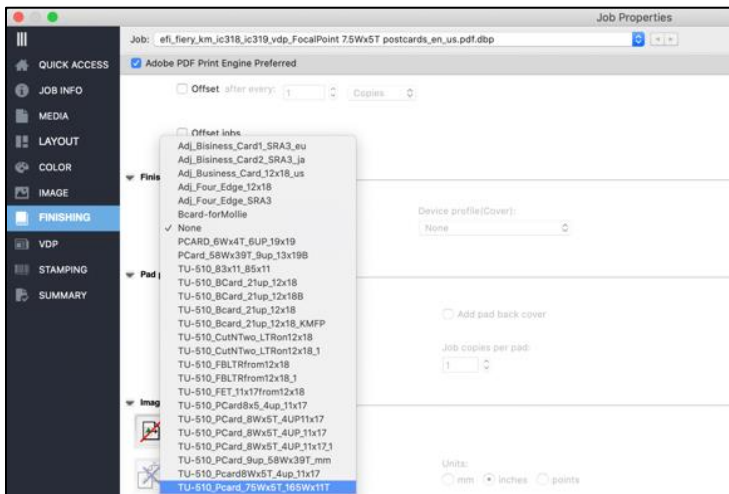 Job Properties
Job: efi_fiery_km_ic318_ic319_vdp_FocalPoint 7.5Wx5T postcards_en_us.pdf.dbp
QUICK ACCESS
JOB INFO
MEDIA
LAYOUT
COLOR
IMAGE
FINISHING
VDP
STAMPING
SUMMARY
Adobe PDF Print Engine Preferred
Offset after every: 1 Copies
Offset jobs
Adj_Bisiness_Card1_SRA3_eu
Adj_Bisiness_Card2_SRA3_ja
Adj_Business_Card_12x18_us
Adj_Four_Edge_12x18
Adj_Four_Edge_SRA3
Bcard-forMollie
✓ None
PCARD_6Wx4T_6UP_19x19
PCard_58Wx39T_9up_13x19B
TU-510_83x11_85x11
TU-510_BCard_21up_12x18
TU-510_BCard_21up_12x18B
TU-510_Bcard_21up_12x18
TU-510_Bcard_21up_12x18_KMFP
TU-510_CutNTwo_LTRon12x18
TU-510_CutNTwo_LTRon12x18_1
TU-510_FBLTRfrom12x18
TU-510_FBLTRfrom12x18_1
TU-510_FET_11x17from12x18
TU-510_PCard8x5_4up_11x17
TU-510_PCard_8Wx5T_4UP11x17
TU-510_PCard_8Wx5T_4UP_11x17
TU-510_PCard_8Wx5T_4UP_11x17_1
TU-510_PCard_9up_58Wx39T_mm
TU-510_Pcard8Wx5T_4up_11x17
TU-510_Pcard_75Wx5T_165Wx11T
Finis
Device profile(Cover):
None
Pad p
Add pad back cover
Job copies per pad:
1
Imag
Units:
mm inches points